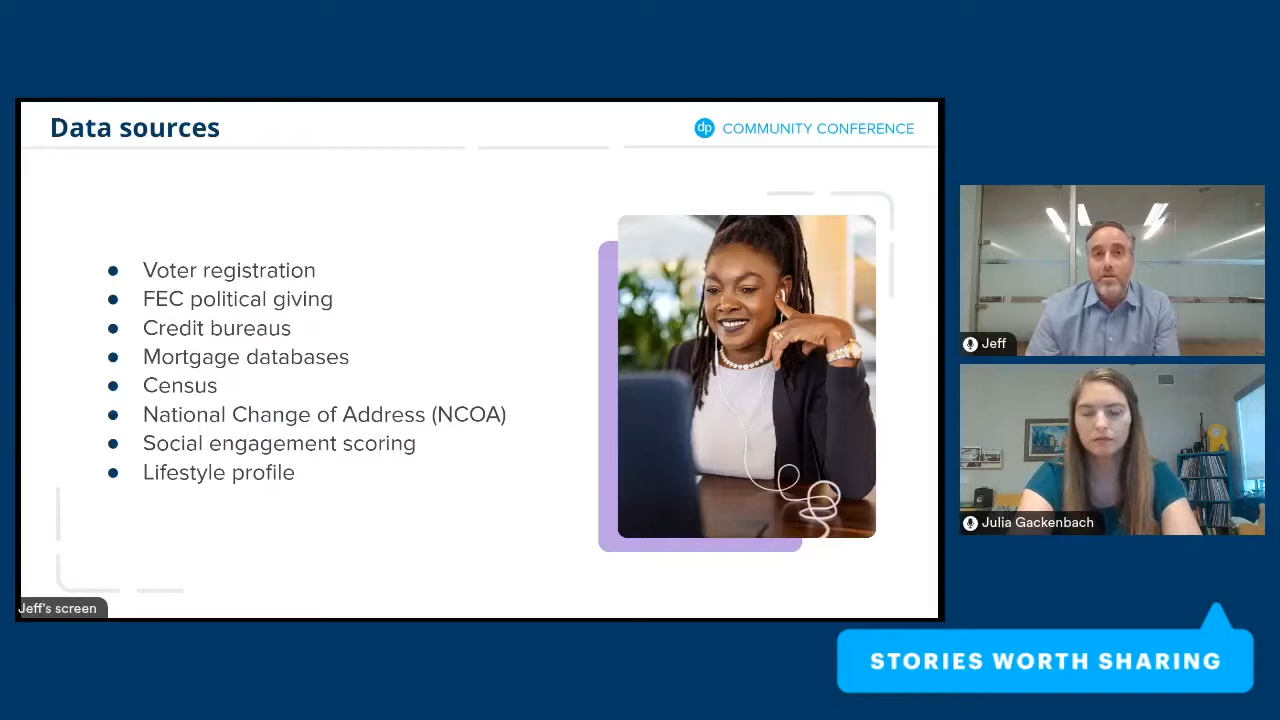 Data sources
dp COMMUNITY CONFERENCE
Voter registration
FEC political giving
Credit bureaus
Mortgage databases
Census
National Change of Address (NCOA)
Social engagement scoring
Lifestyle profile
Jeff's screen
Jeff
Julia Gackenbach
STORIES WORTH SHARING